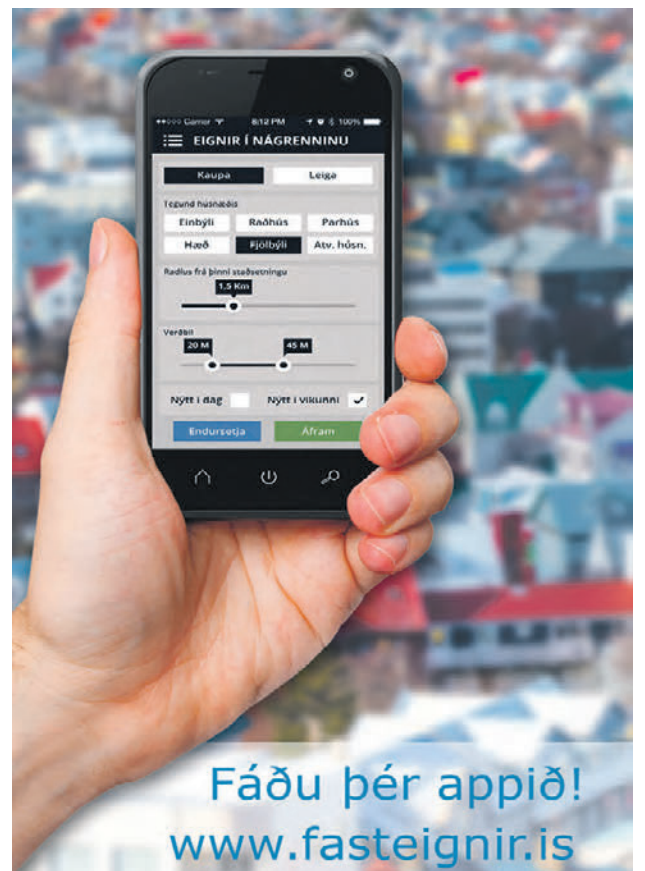 Carrier 8:12 PM 100%
EIGNIR Í NÁGRENNINU
Kaupa Leiga
Tegund húsnæðis
Einbýli Raðhús Parhús
Hæð Fjölbýli Atv. húsn.
Radíus frá þinni staðsetningu
1,5 Km
Verðbil
20 M 45 M
Nýtt í dag Nýtt í vikunni
Endursetja Áfram
Fáðu þér appið!
www.fasteignir.is